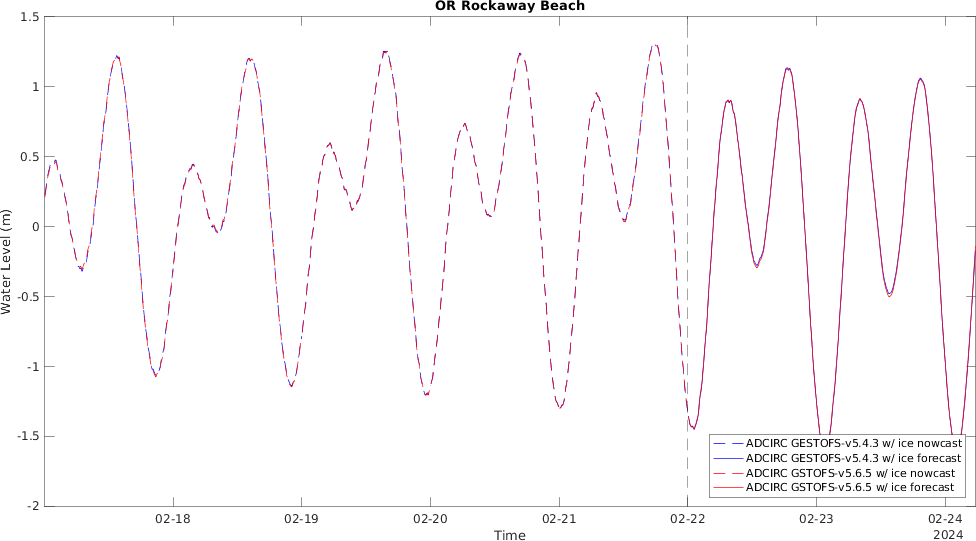 OR Rockaway Beach
1.5
1
0.5
0
-0.5
-1
-1.5
-2
Water Level (m)
02-18
02-19
02-20
02-21
02-22
02-23
02-24
Time
2024
ADCIRC GESTOFS-v5.4.3 w/ ice nowcast
ADCIRC GESTOFS-v5.4.3 w/ ice forecast
ADCIRC GSTOFS-v5.6.5 w/ ice nowcast
ADCIRC GSTOFS-v5.6.5 w/ ice forecast